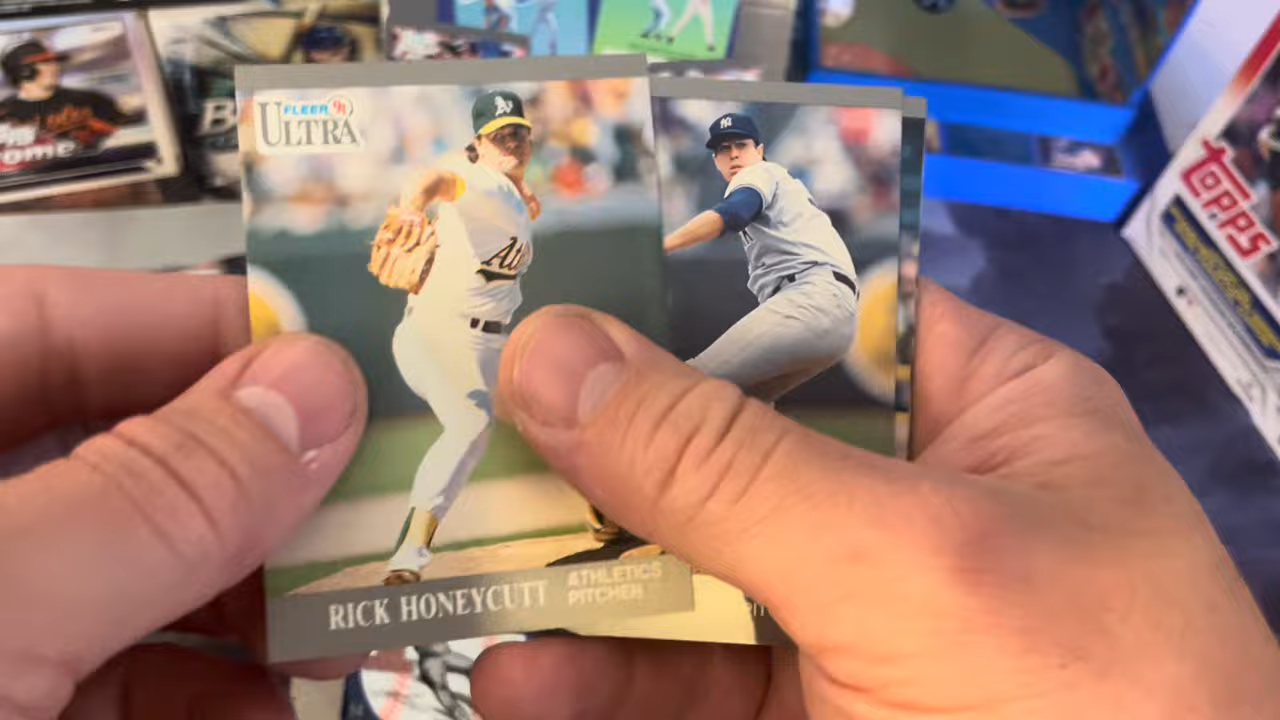 FLEER 91
ULTRA
A's
NY
RICK HONEYCUTT
ATHLETICS
PITCHER
TOPPS